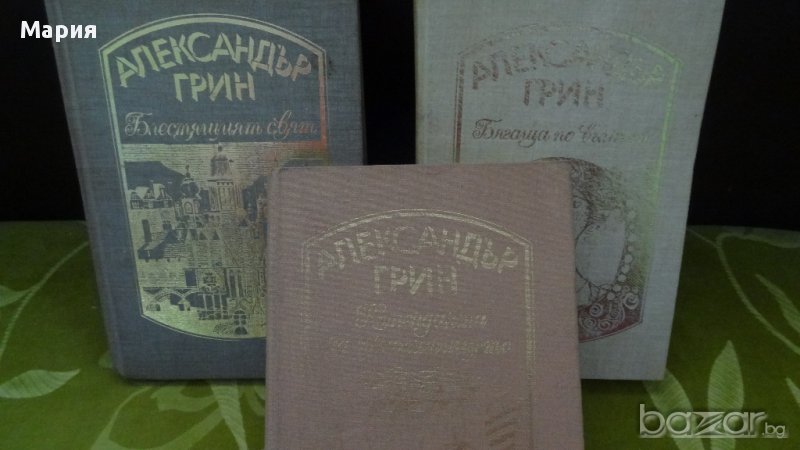 Мария
АЛЕКСАНДЪР
ГРИН
Блестящият свят
АЛЕКСАНДЪР
ГРИН
Бягаща по
АЛЕКСАНДЪР
ГРИН
bazar.bg